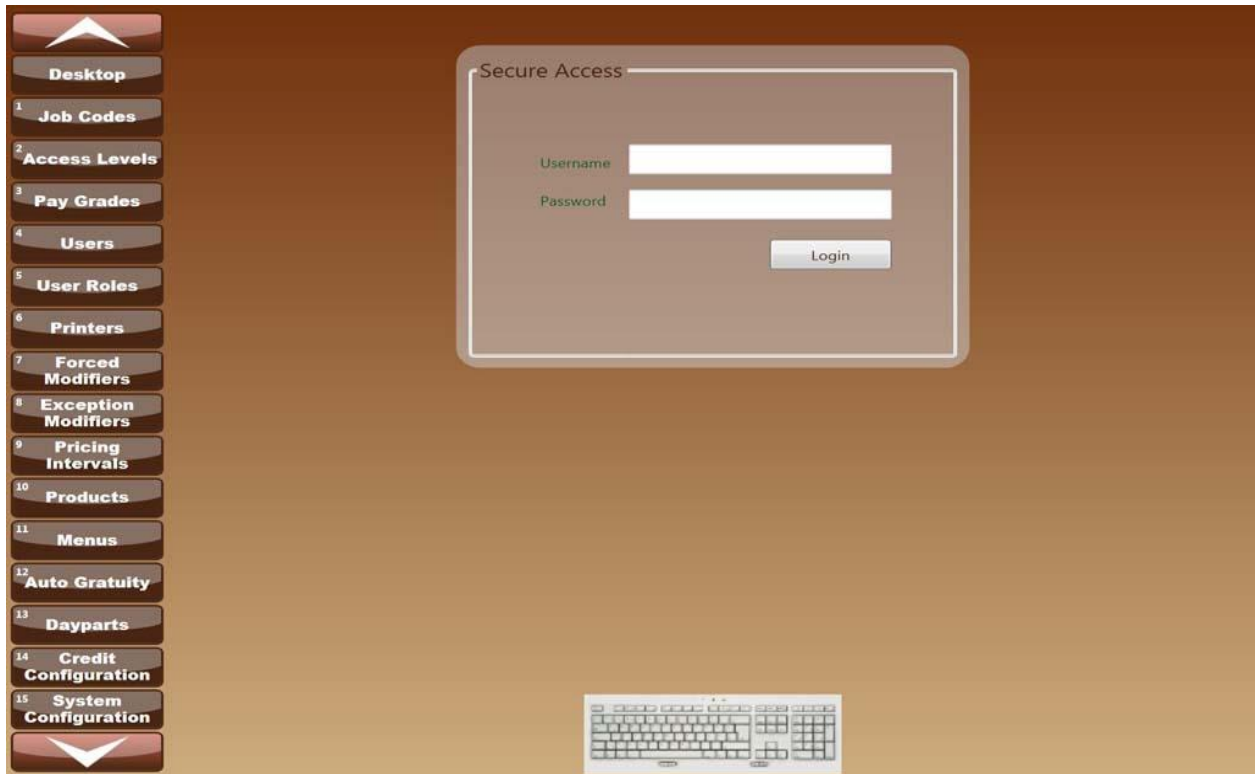 Desktop
1
Job Codes
2
Access Levels
3
Pay Grades
4
Users
5
User Roles
6
Printers
7
Forced
Modifiers
8
Exception
Modifiers
9
Pricing
Intervals
10
Products
11
Menus
12
Auto Gratuity
13
Dayparts
14
Credit
Configuration
15
System
Configuration
Secure Access
Username
Password
Login